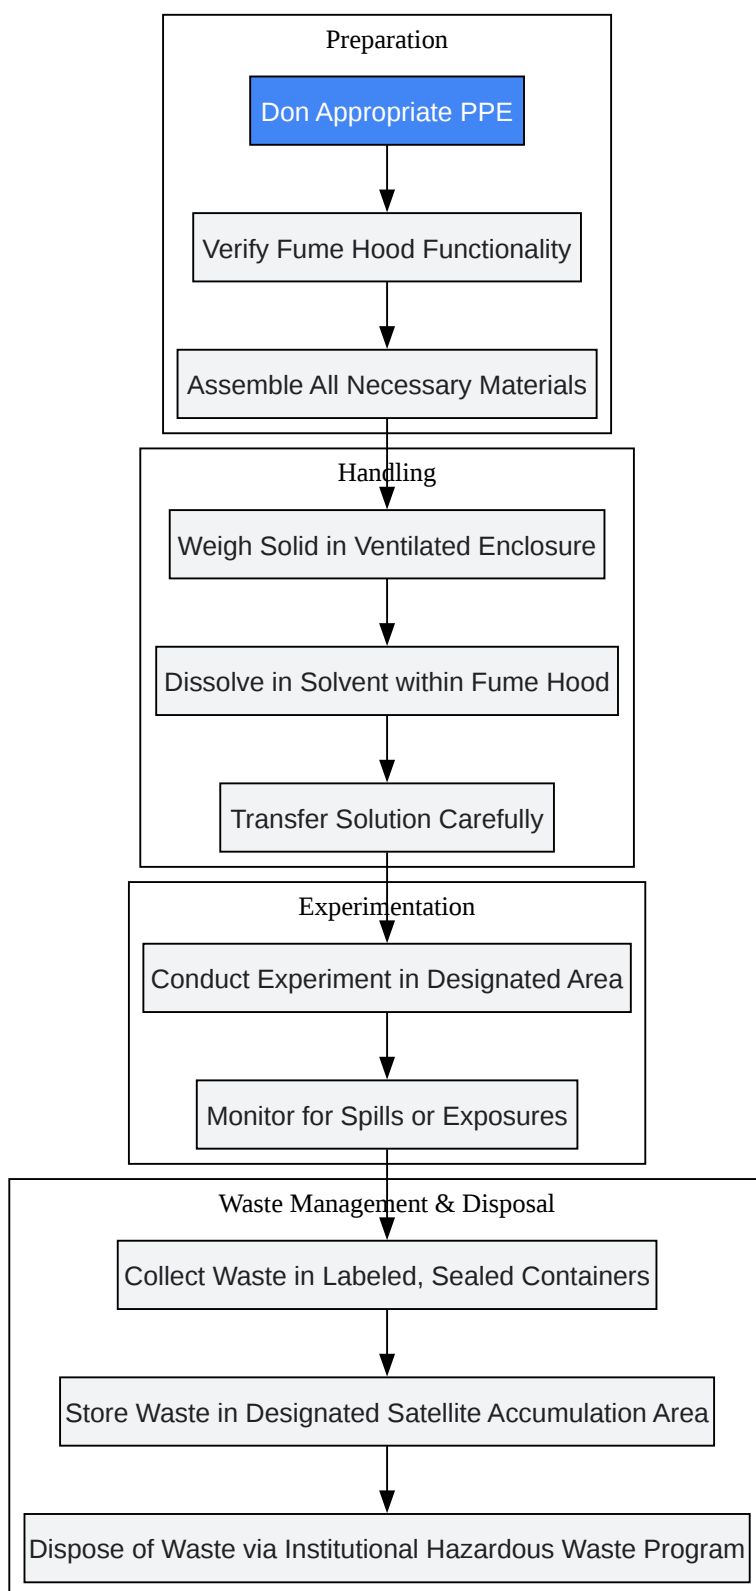 Preparation
Don Appropriate PPE
Verify Fume Hood Functionality
Assemble All Necessary Materials
Handling
Weigh Solid in Ventilated Enclosure
Dissolve in Solvent within Fume Hood
Transfer Solution Carefully
Experimentation
Conduct Experiment in Designated Area
Monitor for Spills or Exposures
Waste Management & Disposal
Collect Waste in Labeled, Sealed Containers
Store Waste in Designated Satellite Accumulation Area
Dispose of Waste via Institutional Hazardous Waste Program